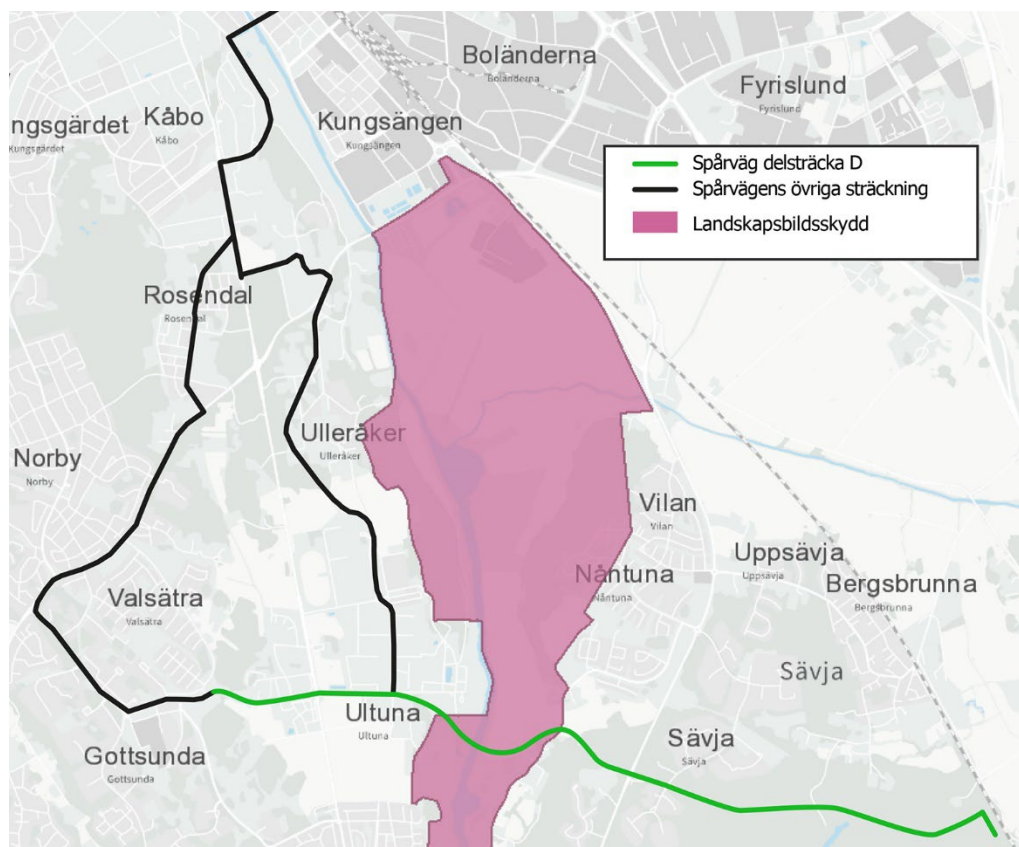 Boländerna
Boländerna
Fyrislund
Fyrislund
Kåbo
Kåbo
ngsgärdet
Kungsgärdet
Kungsängen
Kungsängen
Spårväg delsträcka D
Spårvägens övriga sträckning
Landskapsbildsskydd
Rosendal
Rosendal
Ulleråker
Ulleråker
Norby
Norby
Vilan
Vilan
Uppsävja
Uppsävja
Nåntuna
Nåntuna
Bergsbrunna
Bergsbrunna
Valsätra
Valsätra
Sävja
Ultuna
Ultuna
Sävja
Sävja
Gottsunda
Gottsunda